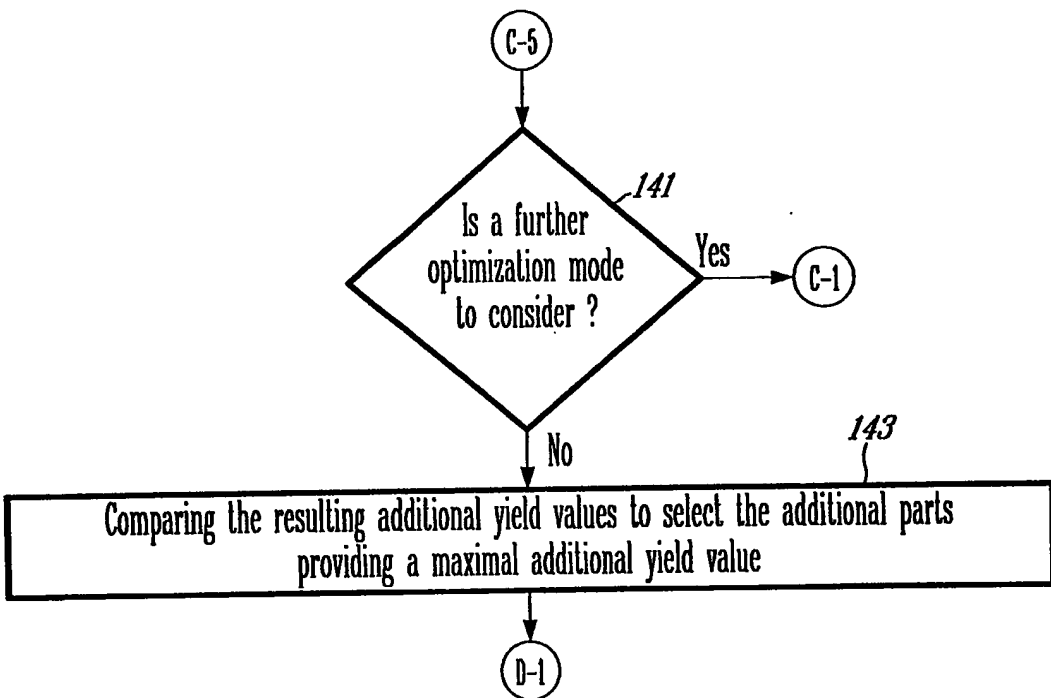 C-5
141
Is a further
optimization mode
to consider ?
Yes
C-1
No
143
Comparing the resulting additional yield values to select the additional parts
providing a maximal additional yield value
D-1